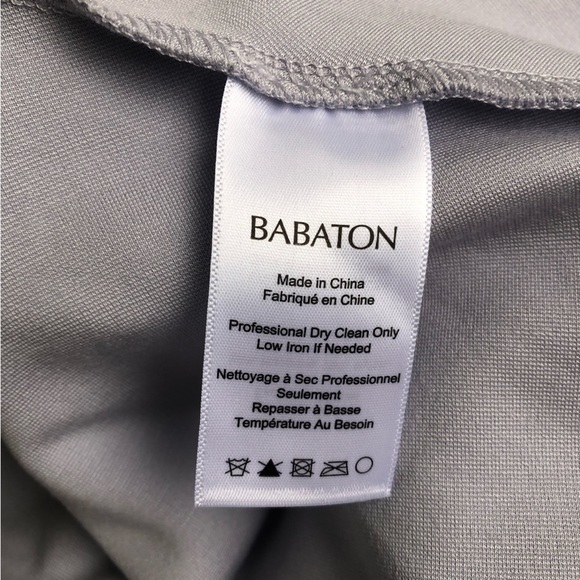 BABATON
Made in China
Fabriqué en Chine
Professional Dry Clean Only
Low Iron If Needed
Nettoyage à Sec Professionnel
Seulement
Repasser à Basse
Température Au Besoin